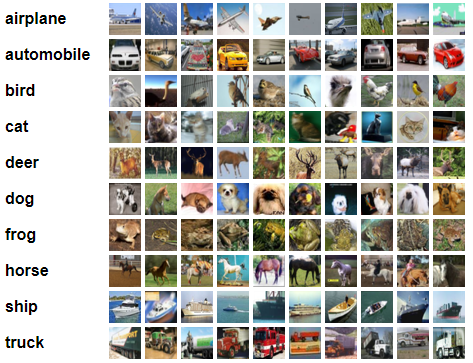 airplane
automobile
bird
cat
deer
dog
frog
horse
ship
truck